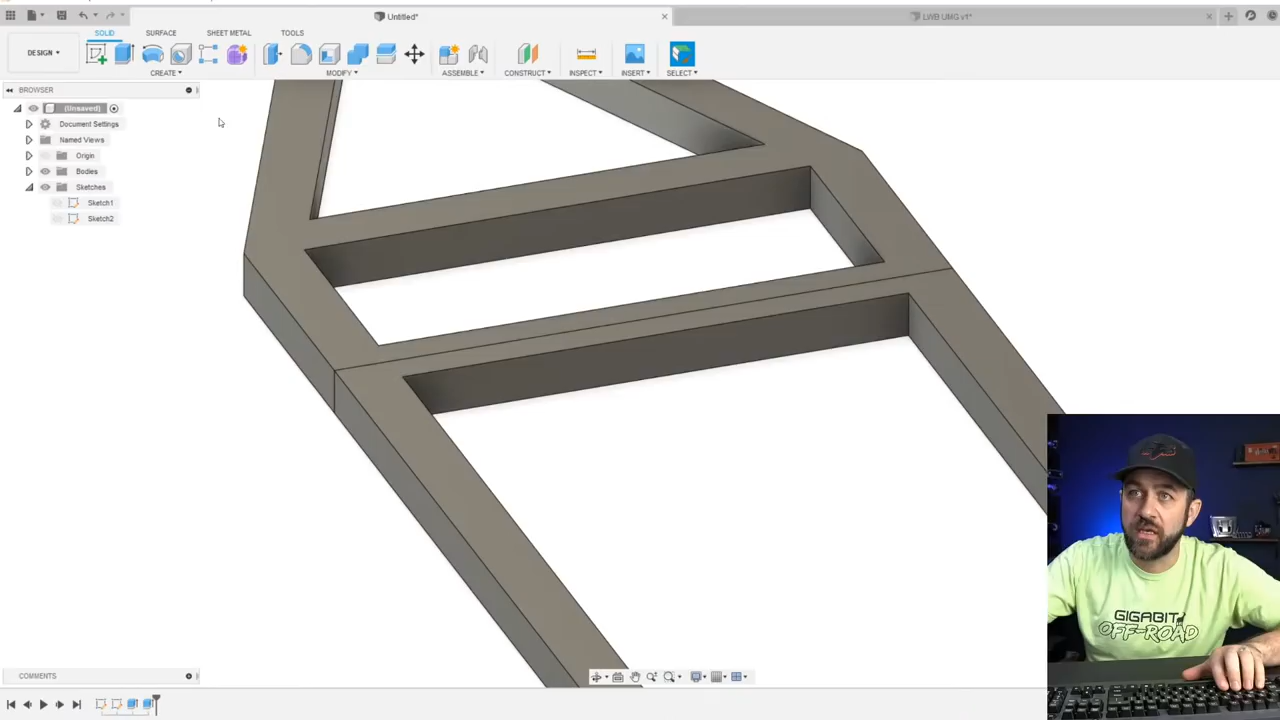 Untitled*
LWB UMG v1*
DESIGN
SOLID
SURFACE
SHEET METAL
TOOLS
CREATE
MODIFY
ASSEMBLE
CONSTRUCT
INSPECT
INSERT
SELECT
BROWSER
(Unsaved)
Document Settings
Named Views
Origin
Bodies
Sketches
Sketch1
Sketch2
GIGABIT
OFF-ROAD
COMMENTS